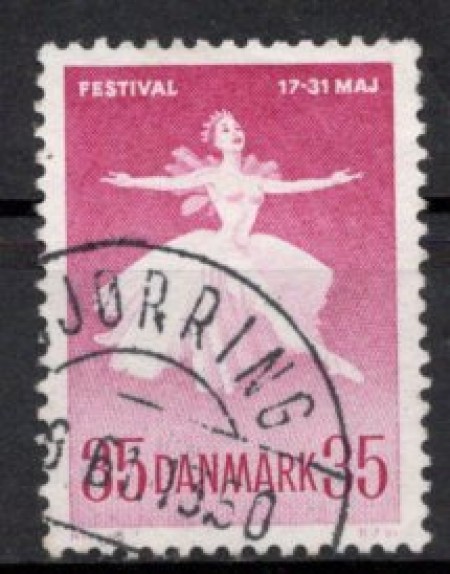 FESTIVAL 17-31 MAJ
JØRRING
35 DANMARK 35